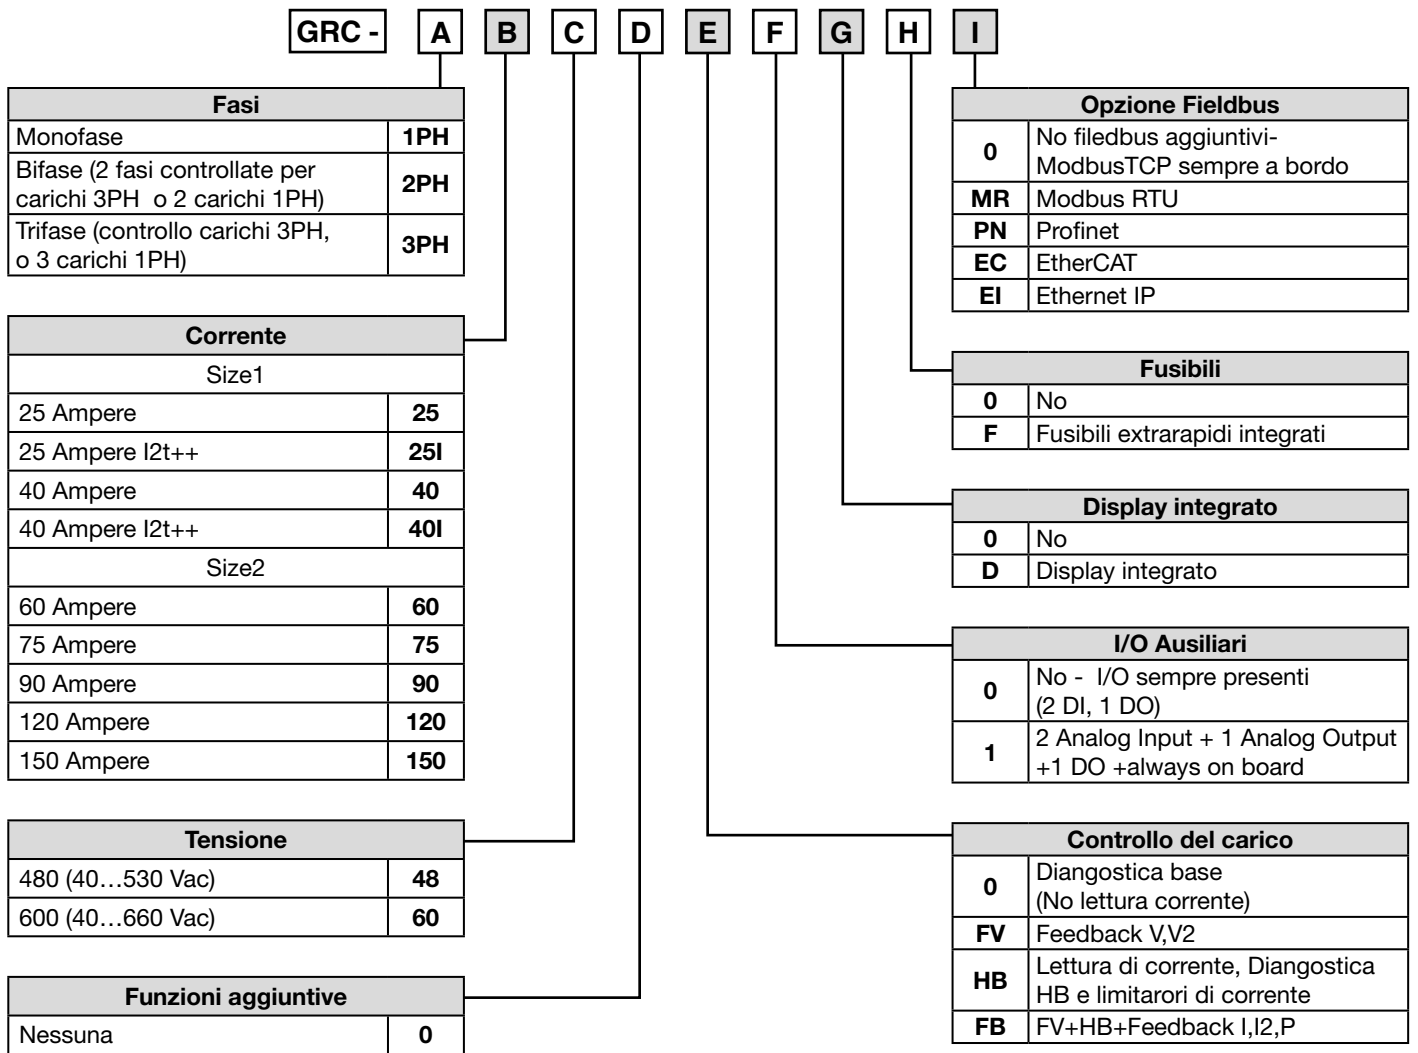 GRC - A B C D E F G H I
Fasi
Monofase 1PH
Bifase (2 fasi controllate per
carichi 3PH o 2 carichi 1PH) 2PH
Trifase (controllo carichi 3PH,
o 3 carichi 1PH) 3PH
Corrente
Size1
25 Ampere 25
25 Ampere I2t++ 25I
40 Ampere 40
40 Ampere I2t++ 40I
Size2
60 Ampere 60
75 Ampere 75
90 Ampere 90
120 Ampere 120
150 Ampere 150
Tensione
480 (40…530 Vac) 48
600 (40…660 Vac) 60
Funzioni aggiuntive
Nessuna 0
Opzione Fieldbus
0 No filedbus aggiuntivi-
ModbusTCP sempre a bordo
MR Modbus RTU
PN Profinet
EC EtherCAT
EI Ethernet IP
Fusibili
0 No
F Fusibili extrarapidi integrati
Display integrato
0 No
D Display integrato
I/O Ausiliari
0 No - I/O sempre presenti
(2 DI, 1 DO)
1 2 Analog Input + 1 Analog Output
+1 DO +always on board
Controllo del carico
0 Diangostica base
(No lettura corrente)
FV Feedback V,V2
HB Lettura di corrente, Diangostica
HB e limitarori di corrente
FB FV+HB+Feedback I,I2,P